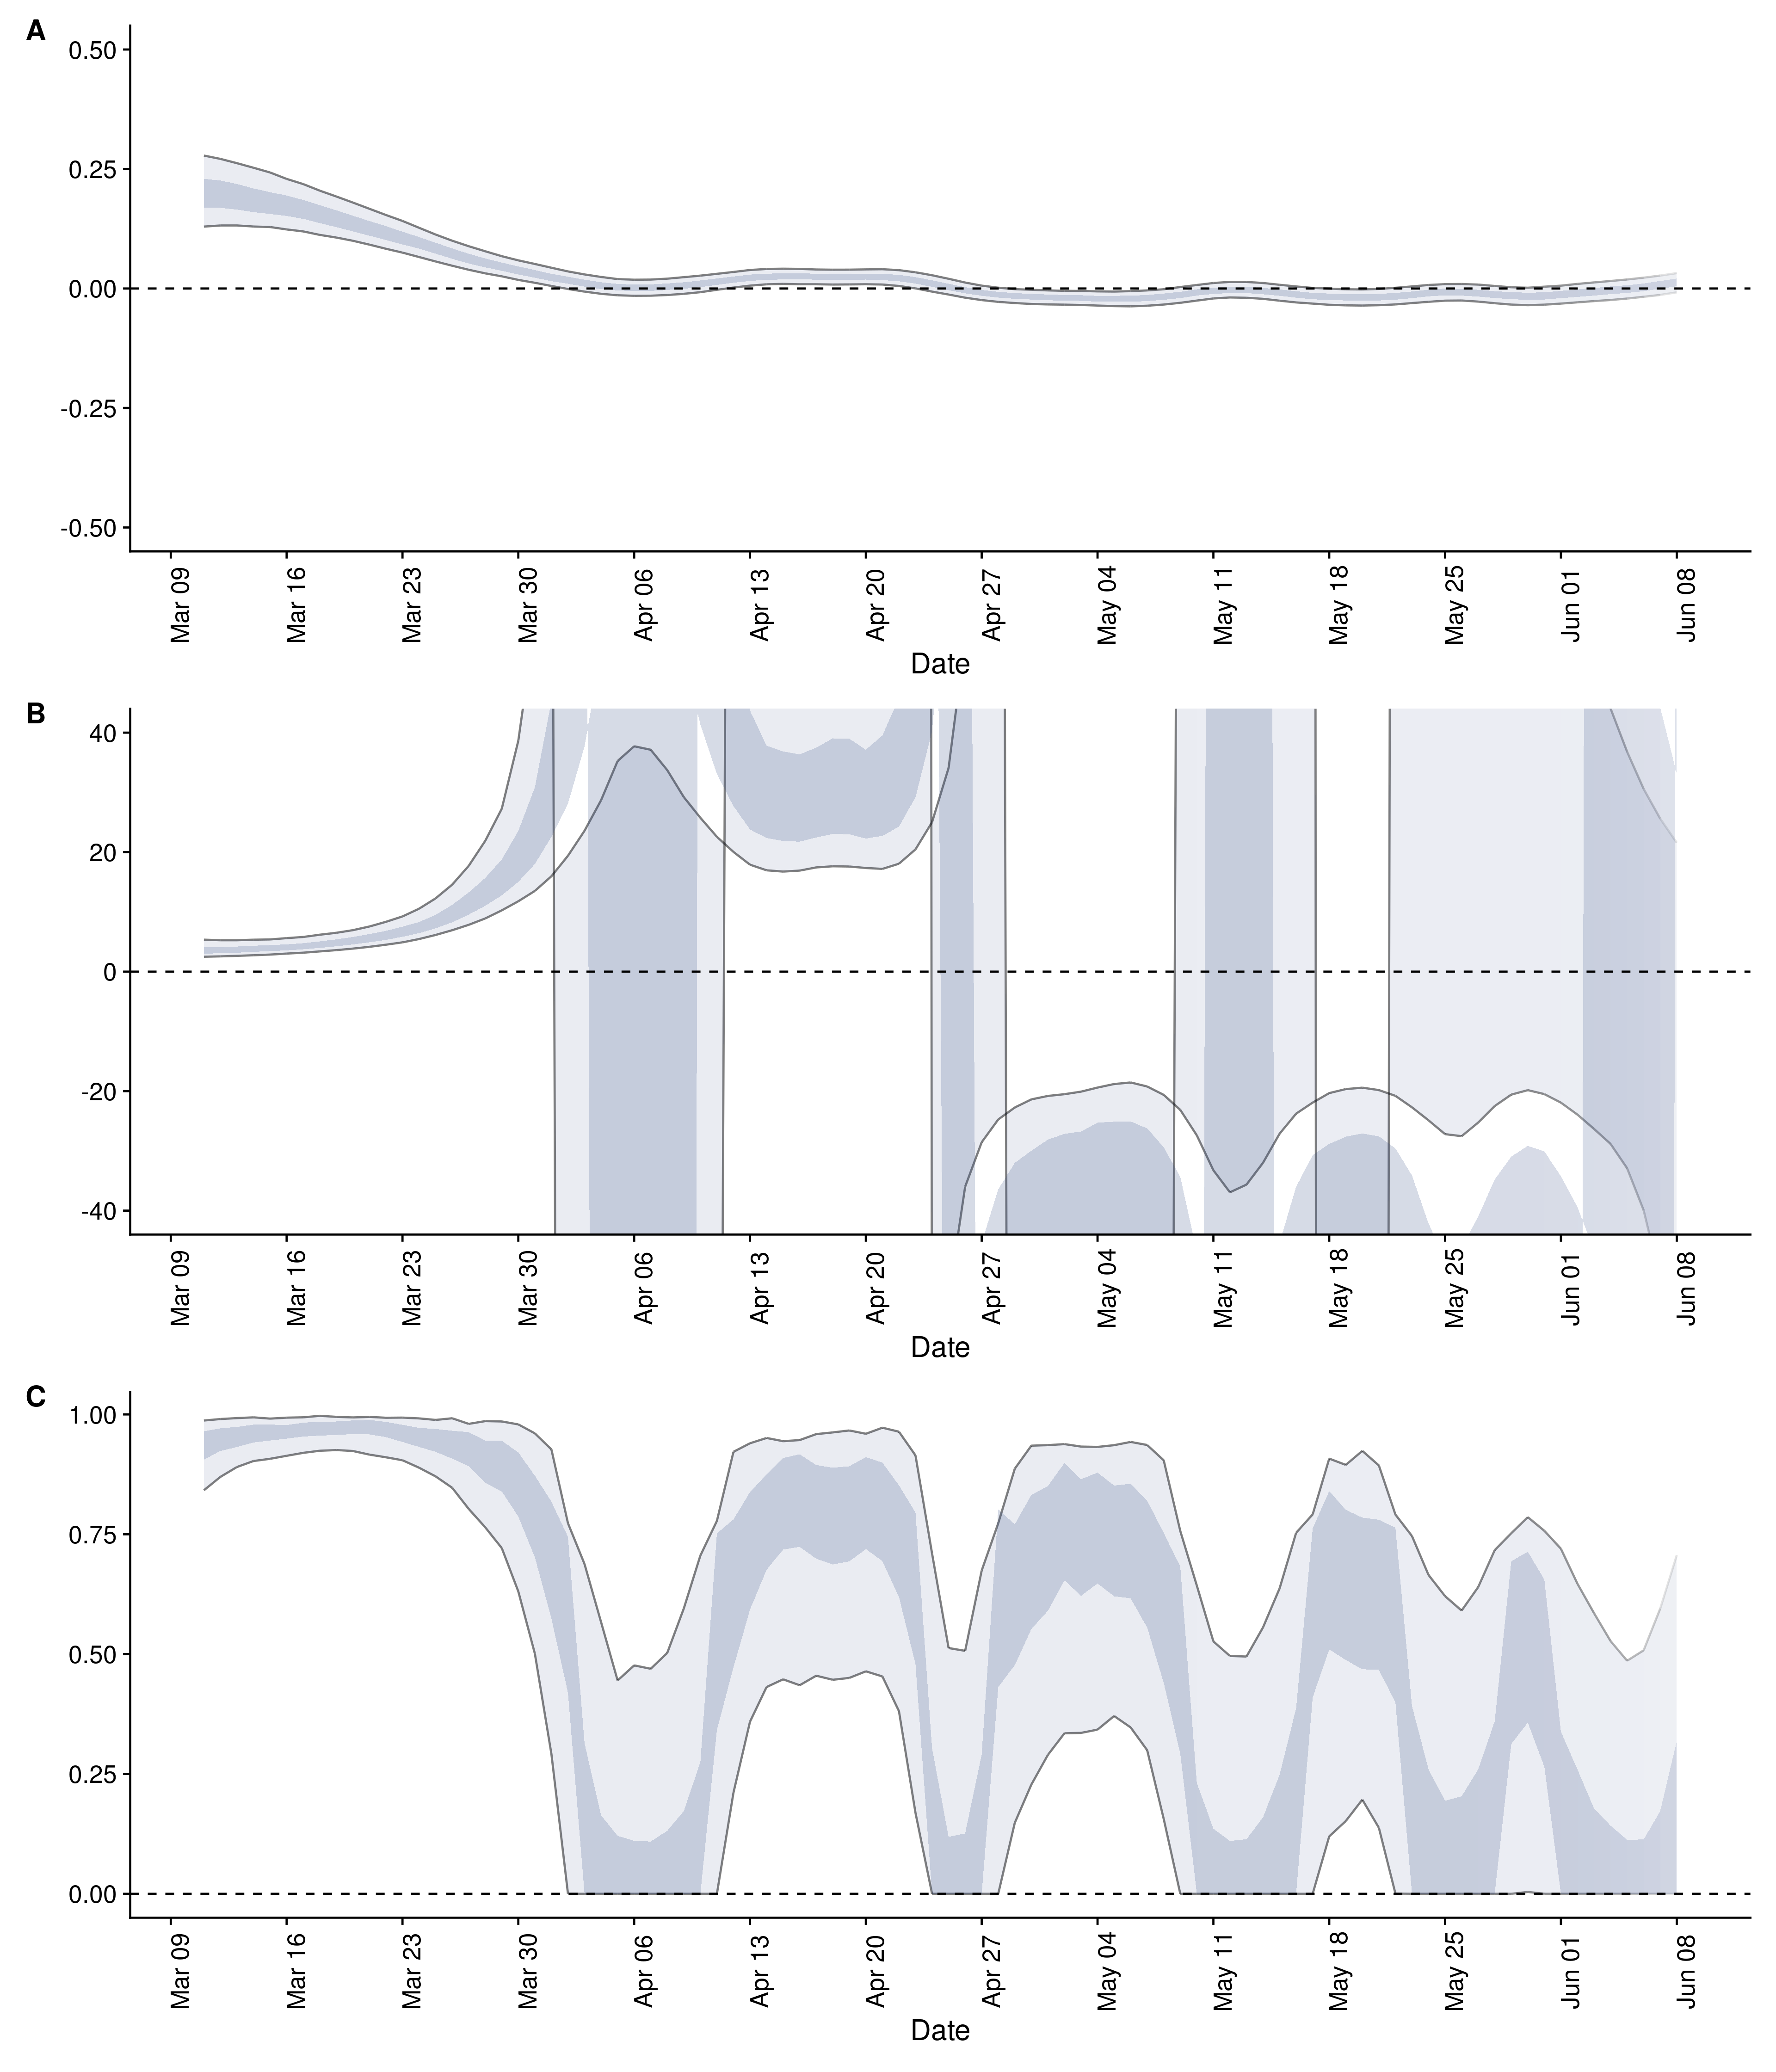 A
0.50
0.25
0.00
-0.25
-0.50
Mar 09
Mar 16
Mar 23
Mar 30
Apr 06
Apr 13
Apr 20
Apr 27
May 04
May 11
May 18
May 25
Jun 01
Jun 08
Date
B
40
20
0
-20
-40
Mar 09
Mar 16
Mar 23
Mar 30
Apr 06
Apr 13
Apr 20
Apr 27
May 04
May 11
May 18
May 25
Jun 01
Jun 08
Date
C
1.00
0.75
0.50
0.25
0.00
Mar 09
Mar 16
Mar 23
Mar 30
Apr 06
Apr 13
Apr 20
Apr 27
May 04
May 11
May 18
May 25
Jun 01
Jun 08
Date